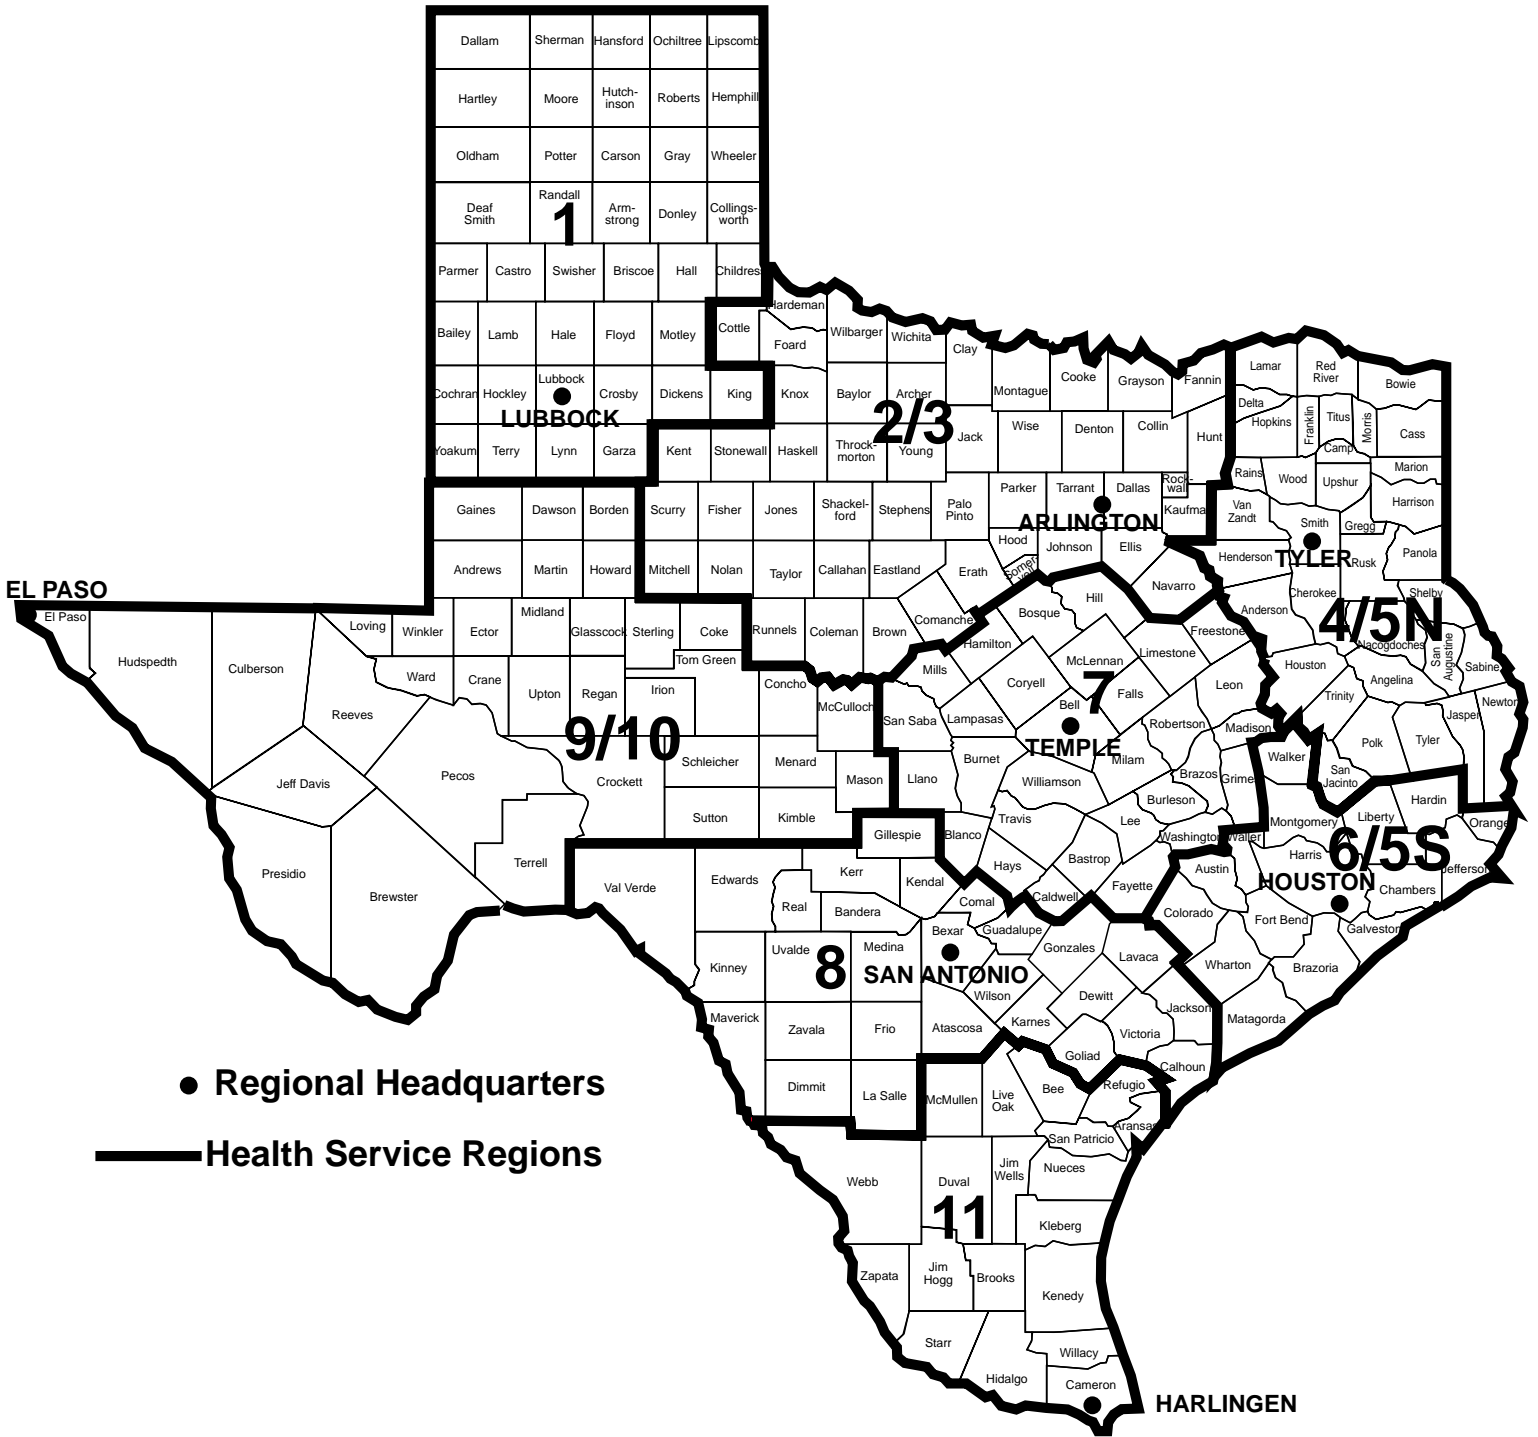 Dallam Sherman Hansford Ochiltree Lipscomb
Hartley Moore Hutch-
inson Roberts Hemphill
Oldham Potter Carson Gray Wheeler
Deaf
Smith Randall Arm-
strong Donley Collings-
worth
1
Parmer Castro Swisher Briscoe Hall Childres
Bailey Lamb Hale Floyd Motley Cottle Hardeman Foard Wilbarger Wichita Clay
Cochran Hockley Lubbock Crosby Dickens King Knox Baylor Archer Montague Cooke Grayson Fannin
LUBBOCK
2/3
Yoakum Terry Lynn Garza Kent Stonewall Haskell Throck-
morton Young Jack Wise Denton Collin Hunt
Lamar Red
River Bowie
Delta Hopkins Franklin Titus Morris Cass
Camp Marion
Rains Wood Upshur Harrison
Gaines Dawson Borden Scurry Fisher Jones Shackel-
ford Stephens Palo
Pinto Parker Tarrant Dallas Rock-
wall Kaufma Van
Zandt Smith Gregg
ARLINGTON
TYLER
Andrews Martin Howard Mitchell Nolan Taylor Callahan Eastland Erath Hood Somer-
vell Johnson Ellis Navarro Henderson Rusk Panola
Cherokee Shelby Anderson
4/5N
Nacogdoches San
Augustine Sabine
EL PASO
El Paso Hudspeth Culberson Loving Winkler Ector Midland Glasscock Sterling Coke Runnels Coleman Brown Comanche Hamilton Bosque Hill Freestone
Tom Green
Reeves Ward Crane Upton Regan Irion Concho McCulloch San Saba Mills Lampasas Coryell McLennan Limestone Falls Leon Houston Trinity Angelina Newton Jasper
9/10
7
Bell
TEMPLE
Jeff Davis Pecos Crockett Schleicher Menard Mason Llano Burnet Williamson Milam Robertson Madison Brazos Grime Walker San
Jacinto Polk Tyler
Sutton Kimble Gillespie Blanco Travis Lee Burleson Washington Waller Montgomery Liberty Hardin Orange
6/5S
Presidio Brewster Terrell Val Verde Edwards Kerr Kendal Hays Bastrop Caldwell Fayette Austin Harris Chambers Jefferson
HOUSTON
Real Bandera Comal Guadalupe Colorado Fort Bend Galveston
Kinney Uvalde Medina Bexar Gonzales Lavaca Wharton Brazoria
8
SAN ANTONIO
Maverick Zavala Frio Atascosa Wilson Karnes Dewitt Victoria Jackson Matagorda
Goliad Calhoun
Dimmit La Salle McMullen Live
Oak Bee Refugio
Aransas
San Patricio
Webb Duval Jim
Wells Nueces
11
Kleberg
Zapata Jim
Hogg Brooks Kenedy
Starr Hidalgo Willacy
Cameron
HARLINGEN
Regional Headquarters
Health Service Regions